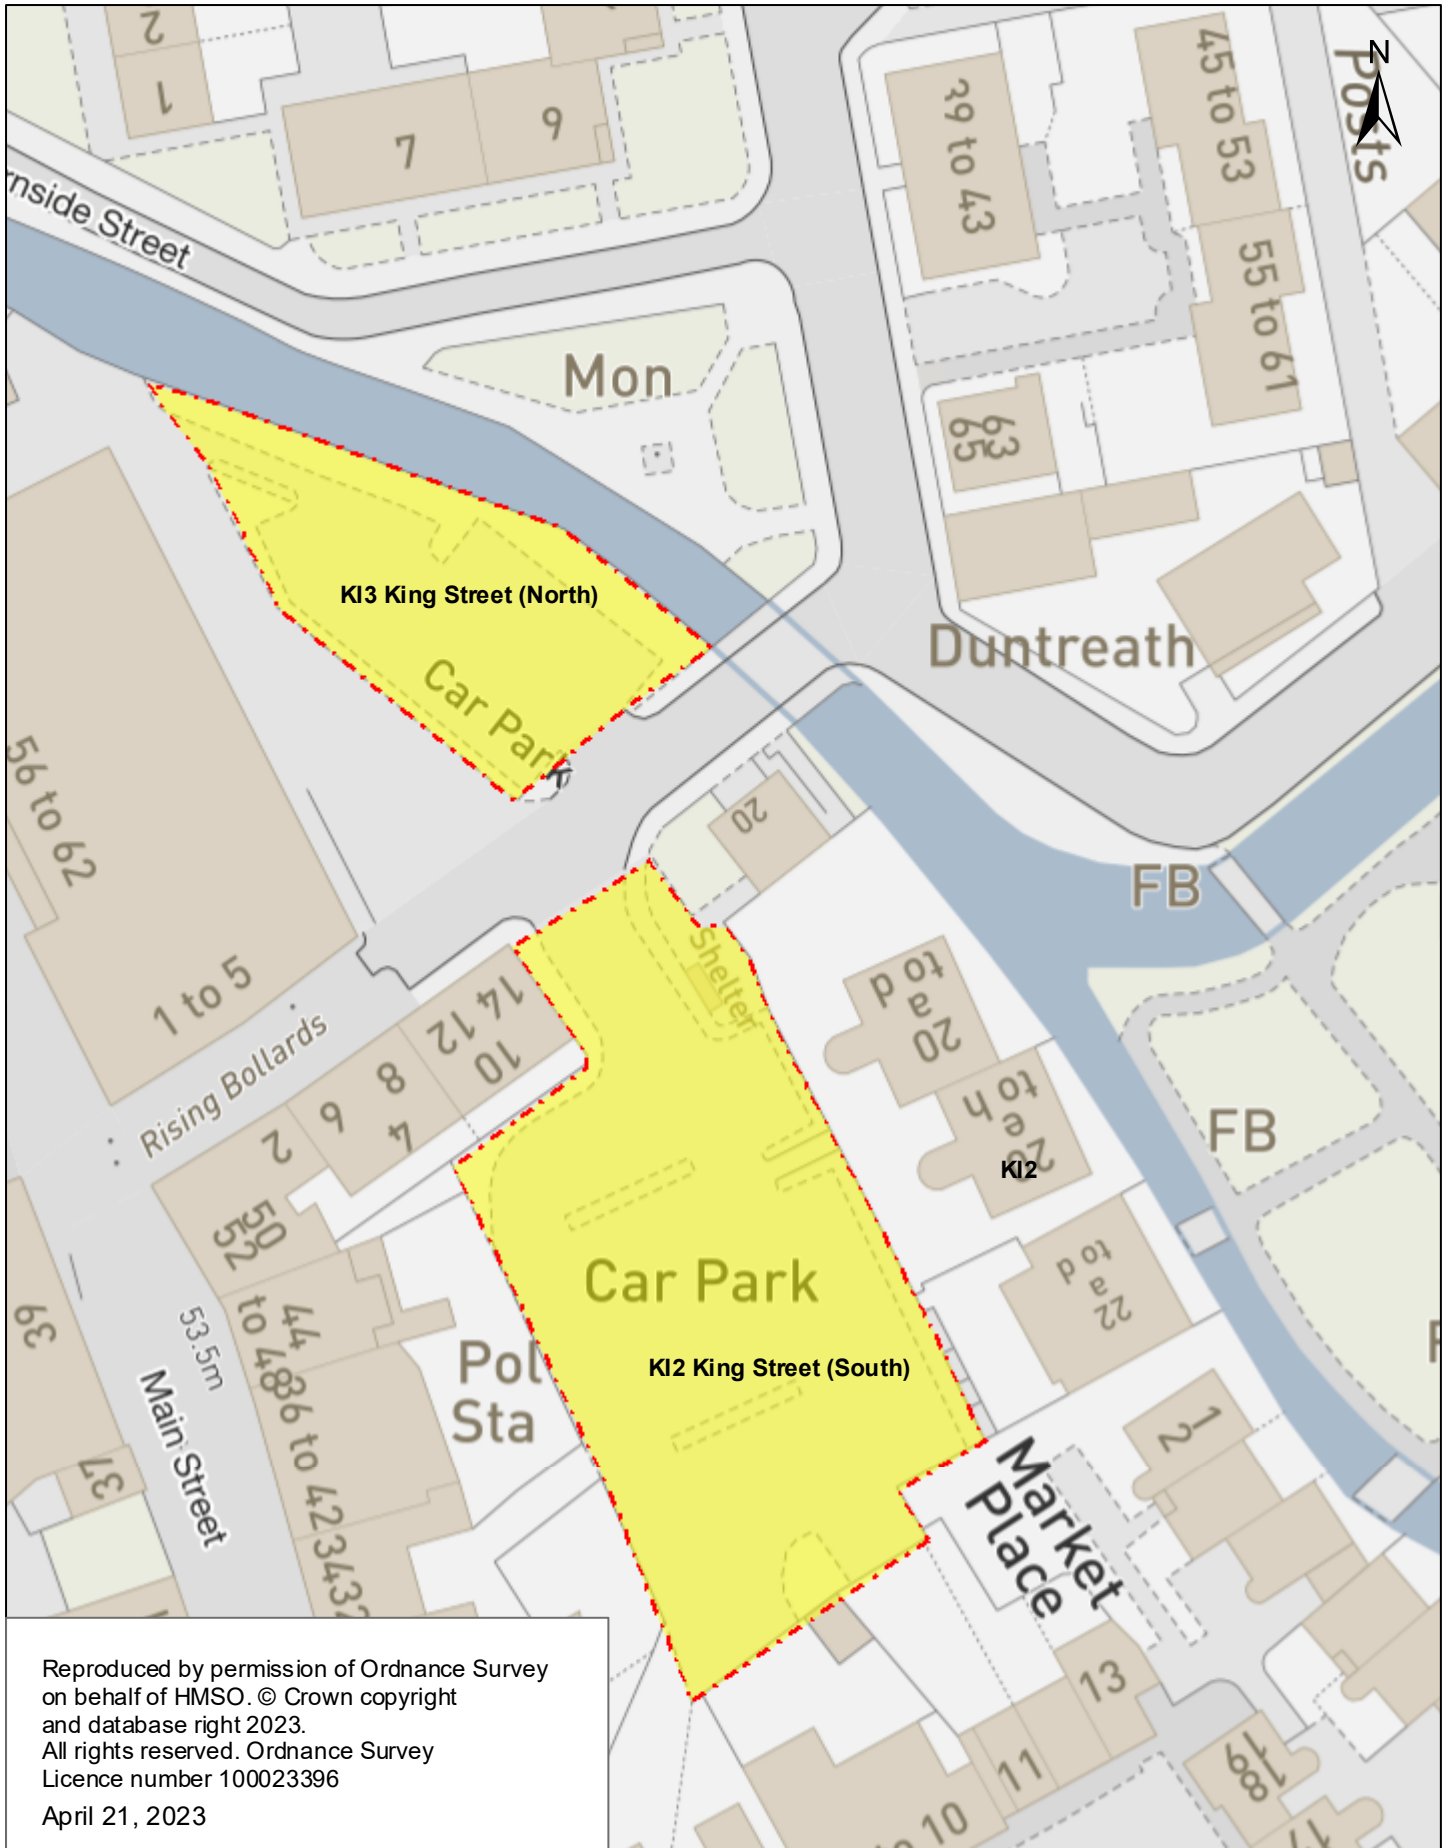 2
1
7
9
39 to 43
45 to 53
Posts
N
rnside Street
55 to 61
Mon
63
65
KI3 King Street (North)
Duntreath
Car Park
56 to 62
20
FB
Shelter
1 to 5
14
12
10
20
a
to d
Rising Bollards
8
6
4
2
20
e
to h
KI2
FB
50
52
22
a
to d
39
53.5m
44
to 48
Car Park
Pol
Sta
KI2 King Street (South)
36 to 42
Main Street
37
1
2
Market
Place
13
11
10
19
18
17
Reproduced by permission of Ordnance Survey
on behalf of HMSO. © Crown copyright
and database right 2023.
All rights reserved. Ordnance Survey
Licence number 100023396
April 21, 2023